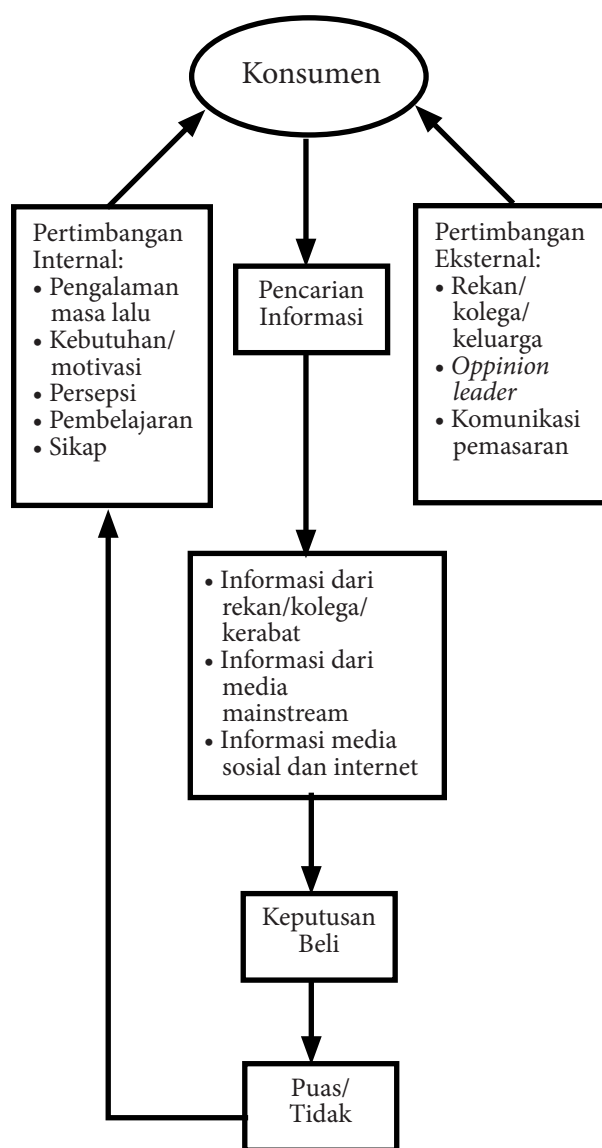 Konsumen
Pertimbangan
Internal:
• Pengalaman
masa lalu
• Kebutuhan/
motivasi
• Persepsi
• Pembelajaran
• Sikap
Pencarian
Informasi
Pertimbangan
Eksternal:
• Rekan/
kolega/
keluarga
• Oppinion
leader
• Komunikasi
pemasaran
• Informasi dari
rekan/kolega/
kerabat
• Informasi dari
media
mainstream
• Informasi media
sosial dan internet
Keputusan
Beli
Puas/
Tidak